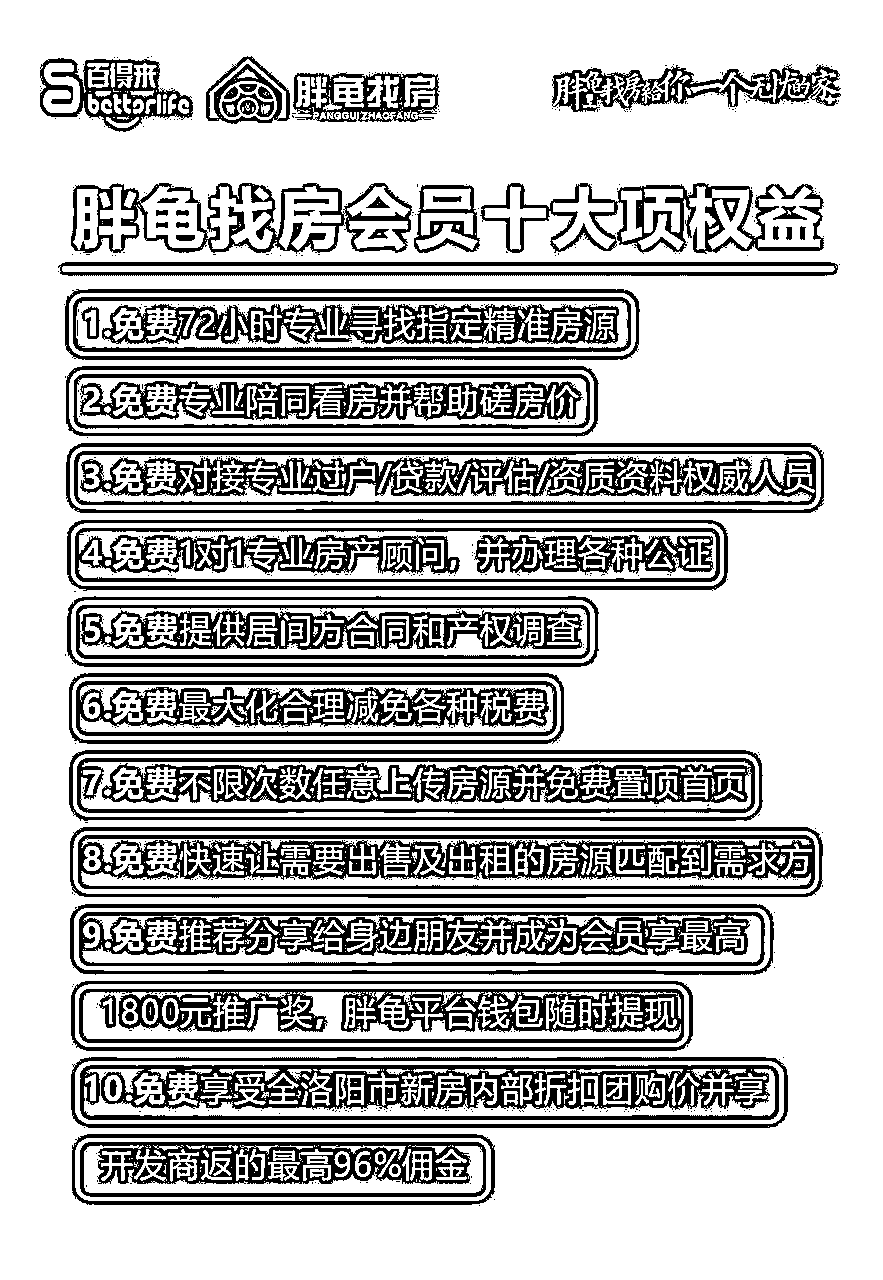 百得来
betterlife
胖龟找房
PANGGUIZHAOFANG
胖龟找房给你一个别处的家
胖龟找房会员十大项权益
1.免费72小时专业寻找指定精准房源
2.免费专业陪同看房并帮助磋房价
3.免费对接专业过户/贷款/评估/资质资料权威人员
4.免费1对1专业房产顾问，并办理各种公证
5.免费提供居间方合同和产权调查
6.免费最大化合理减免各种税费
7.免费不限次数任意上传房源并免费置顶首页
8.免费快速让需要出售及出租的房源匹配到需求方
9.免费推荐分享给身边朋友并成为会员享最高
1800元推广奖，胖龟平台钱包随时提现
10.免费享受全洛阳市新房内部折扣团购价并享
开发商返的最高96%佣金